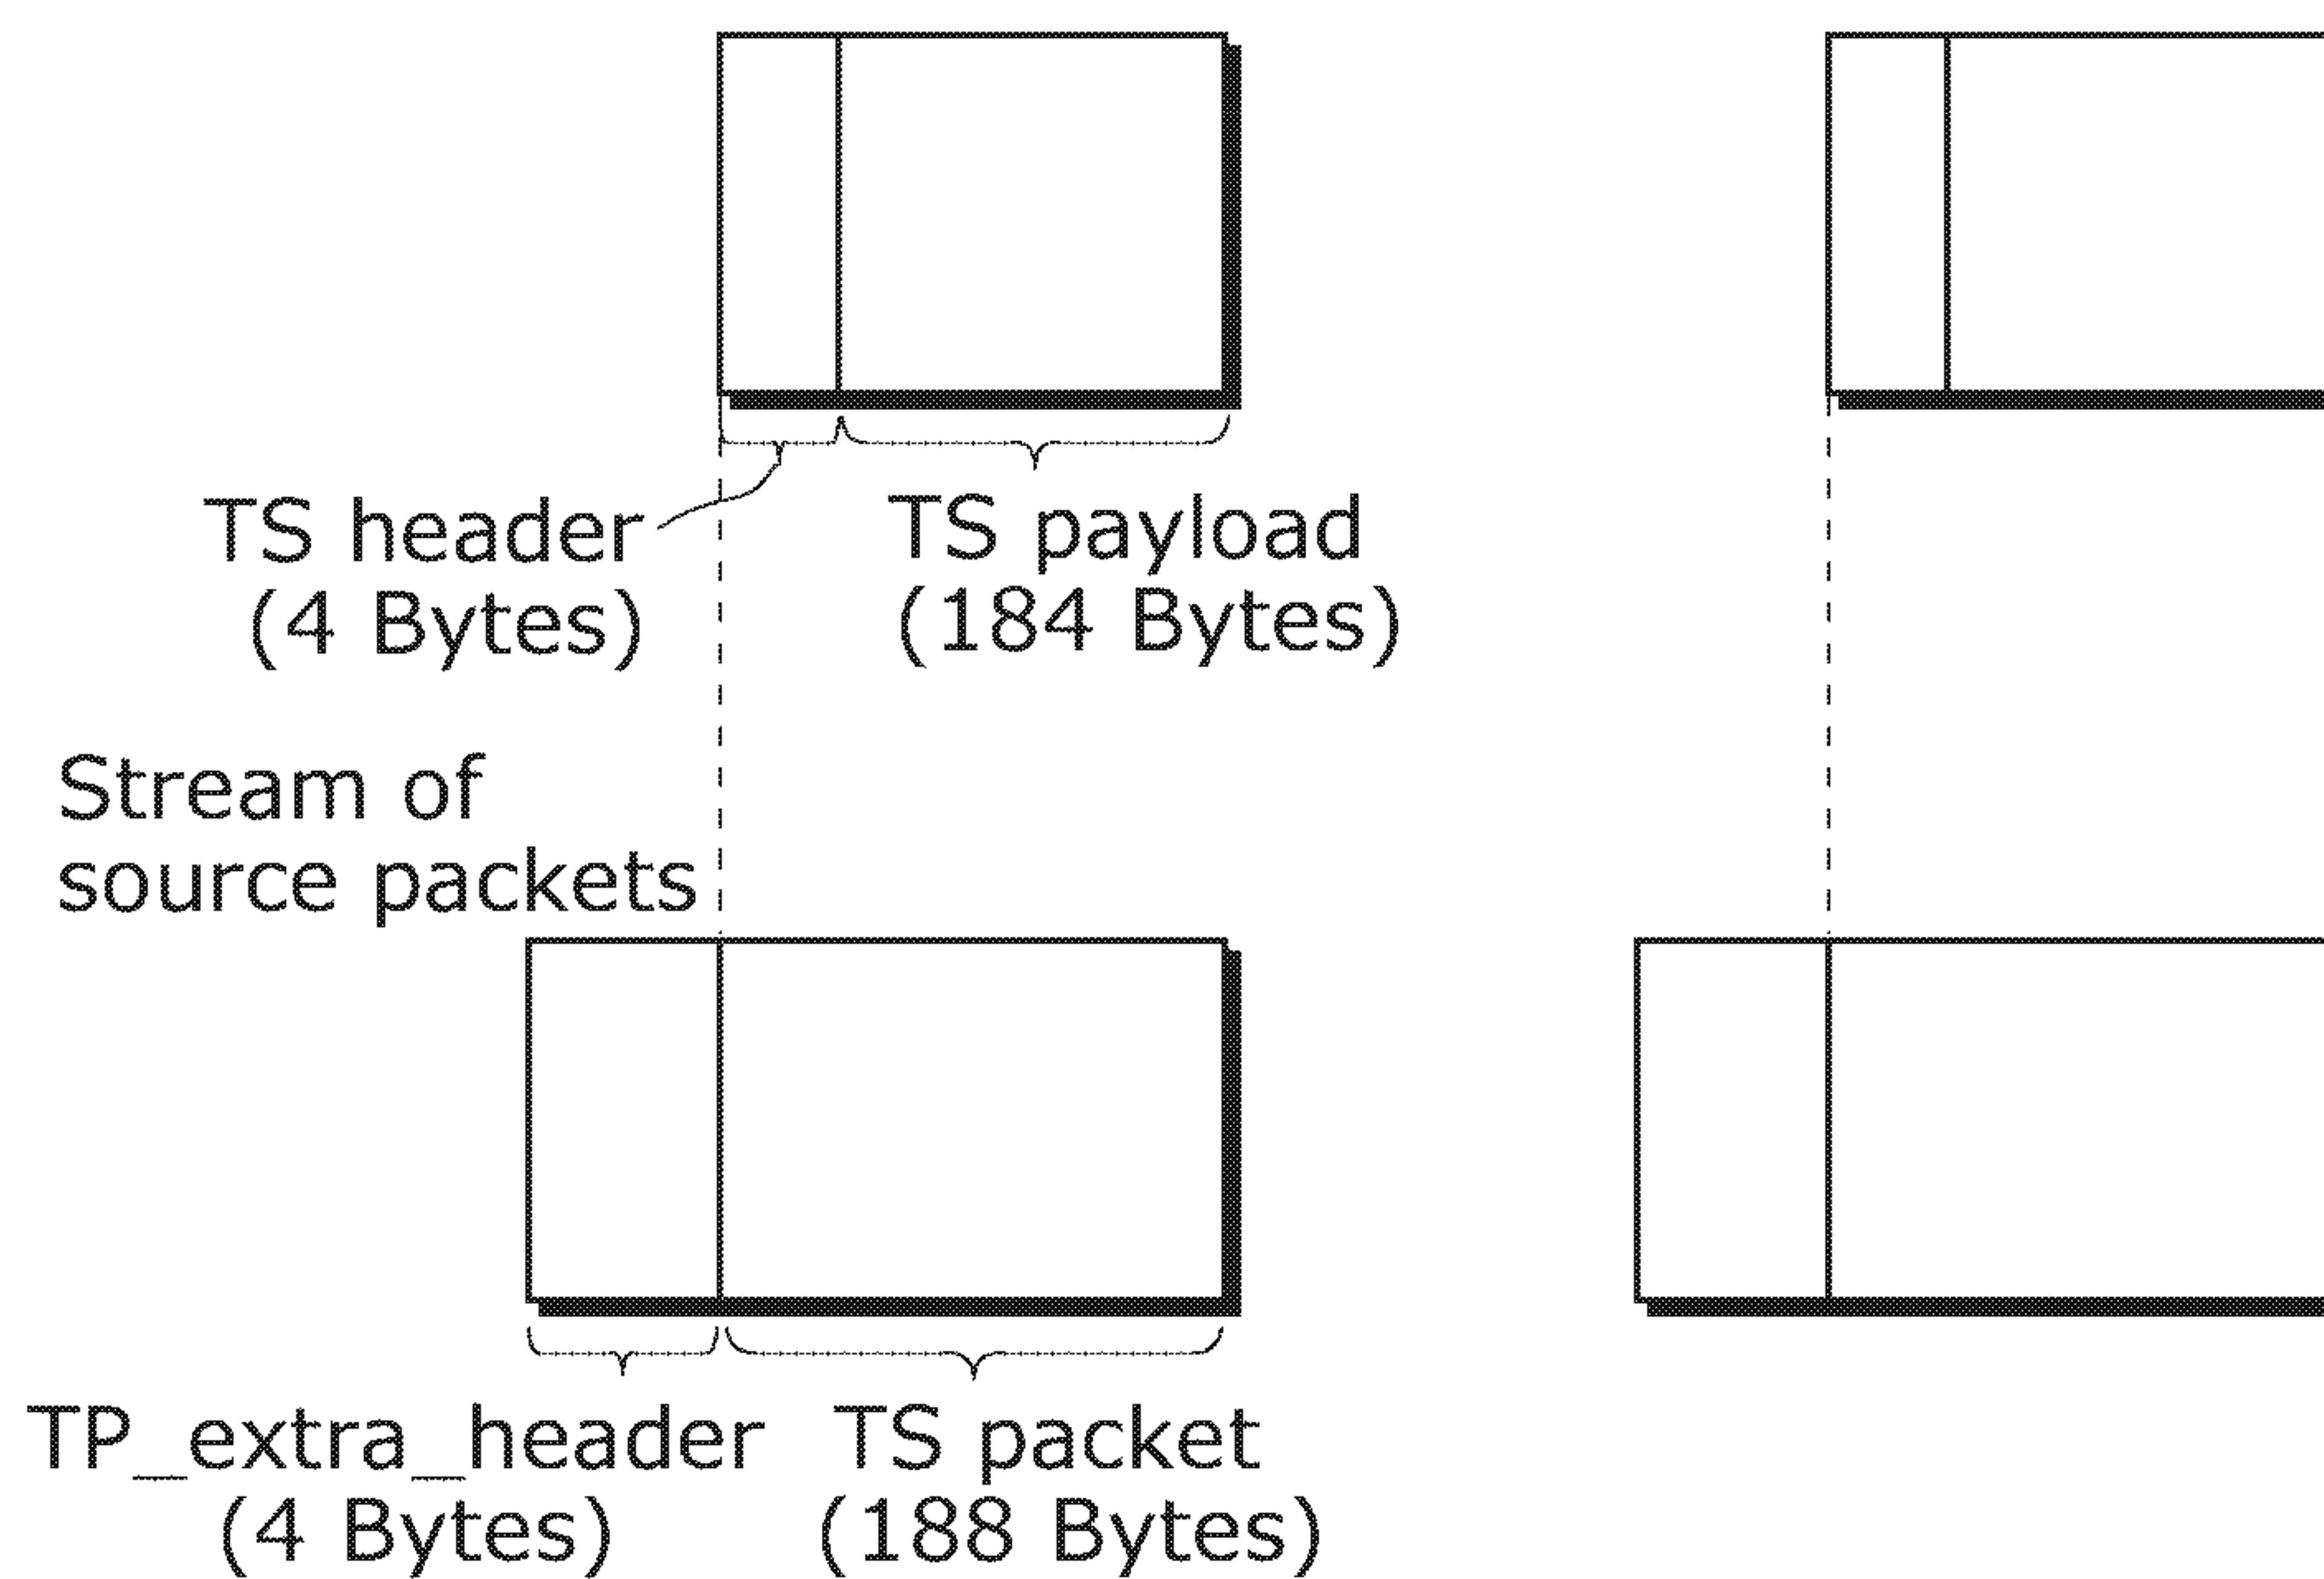 TS header
(4 Bytes)
TS payload
(184 Bytes)
Stream of
source packets
TP_extra_header
(4 Bytes)
TS packet
(188 Bytes)